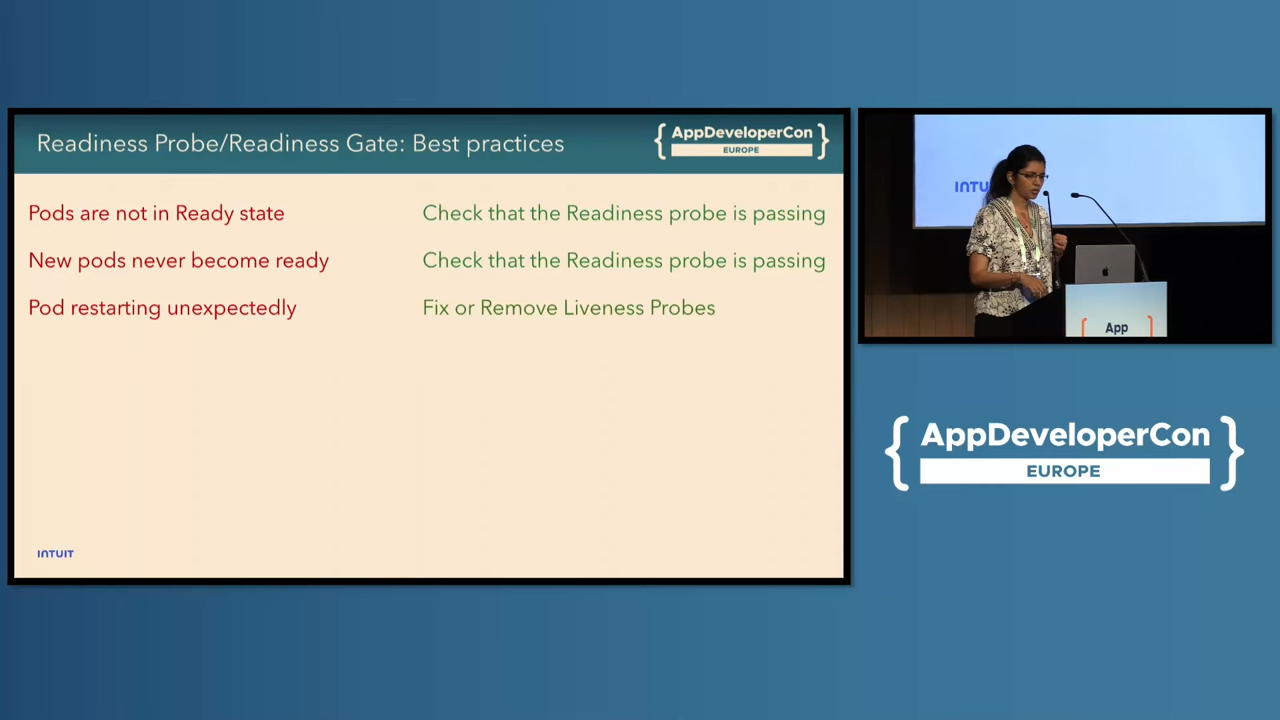 Readiness Probe/Readiness Gate: Best practices
AppDeveloperCon
EUROPE
Pods are not in Ready state
Check that the Readiness probe is passing
New pods never become ready
Check that the Readiness probe is passing
Pod restarting unexpectedly
Fix or Remove Liveness Probes
INTUIT
INTU
App
AppDeveloperCon
EUROPE